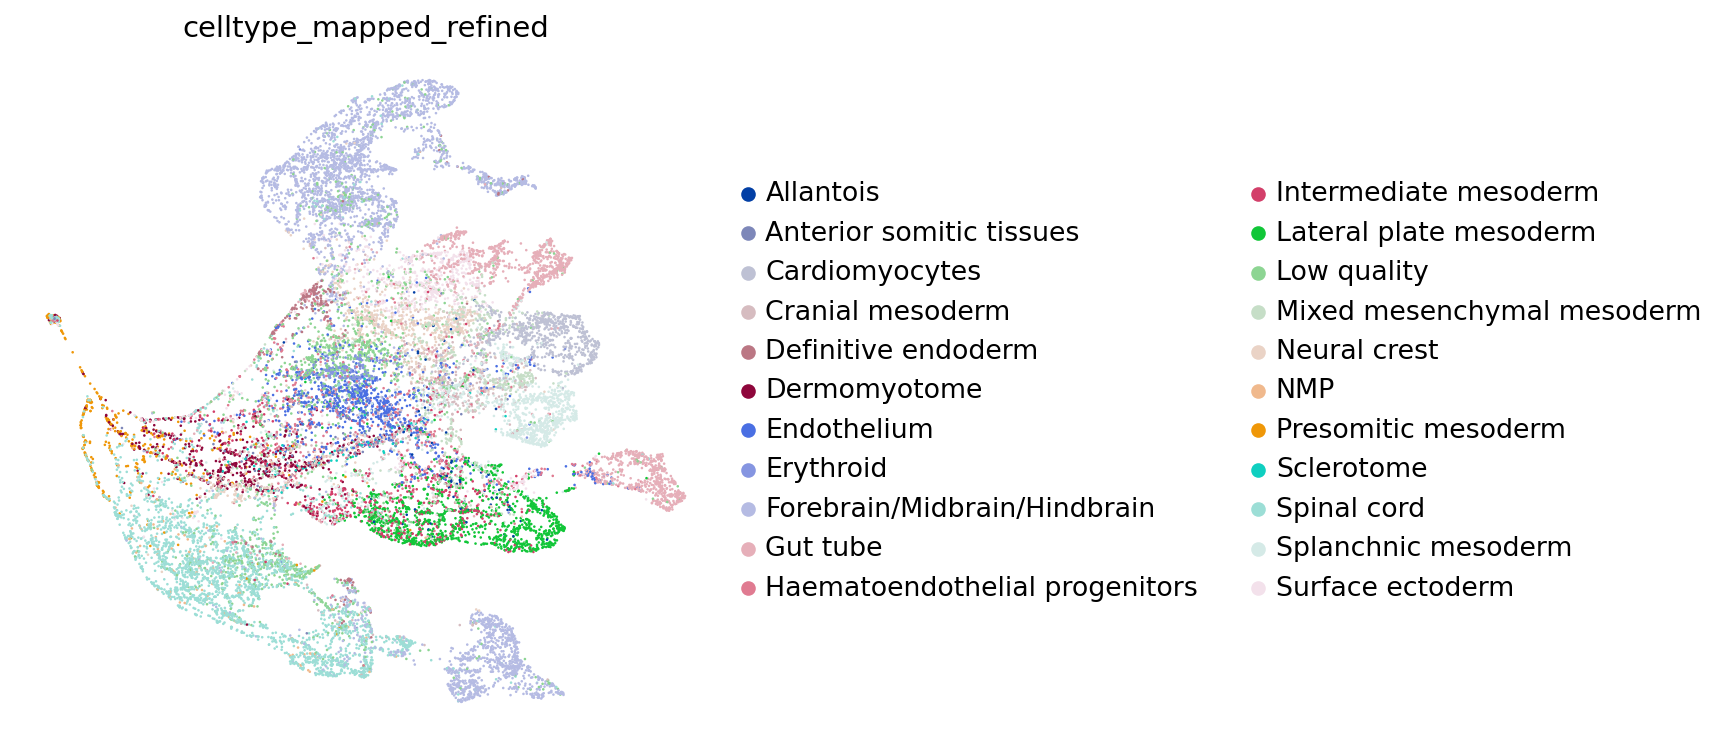 celltype_mapped_refined
Allantois
Anterior somitic tissues
Cardiomyocytes
Cranial mesoderm
Definitive endoderm
Dermomyotome
Endothelium
Erythroid
Forebrain/Midbrain/Hindbrain
Gut tube
Haematoendothelial progenitors
Intermediate mesoderm
Lateral plate mesoderm
Low quality
Mixed mesenchymal mesoderm
Neural crest
NMP
Presomitic mesoderm
Sclerotome
Spinal cord
Splanchnic mesoderm
Surface ectoderm